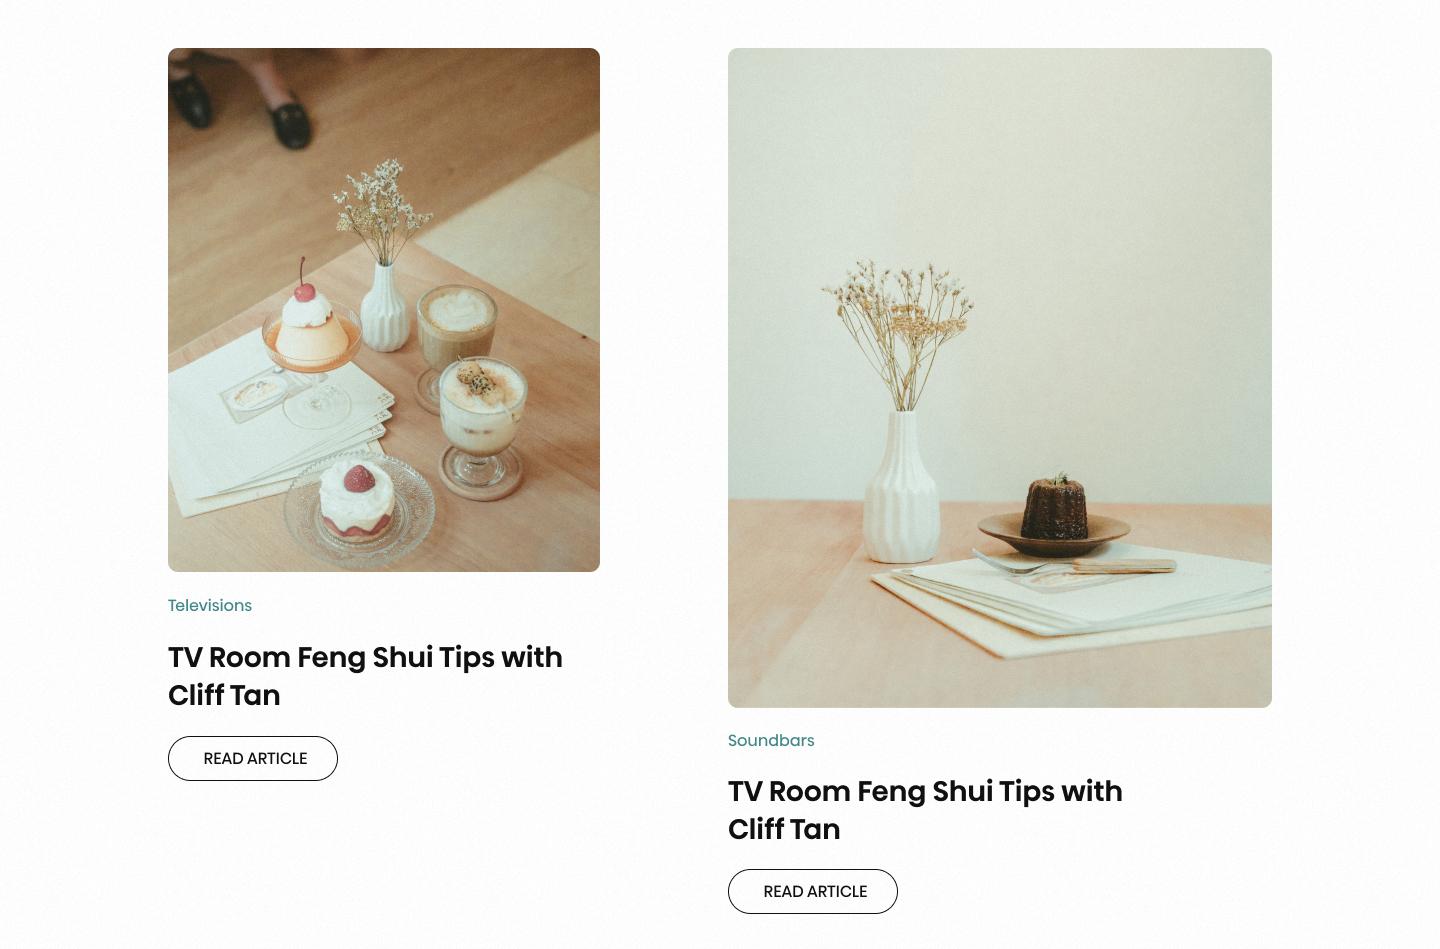 Televisions
TV Room Feng Shui Tips with
Cliff Tan
READ ARTICLE
Soundbars
TV Room Feng Shui Tips with
Cliff Tan
READ ARTICLE